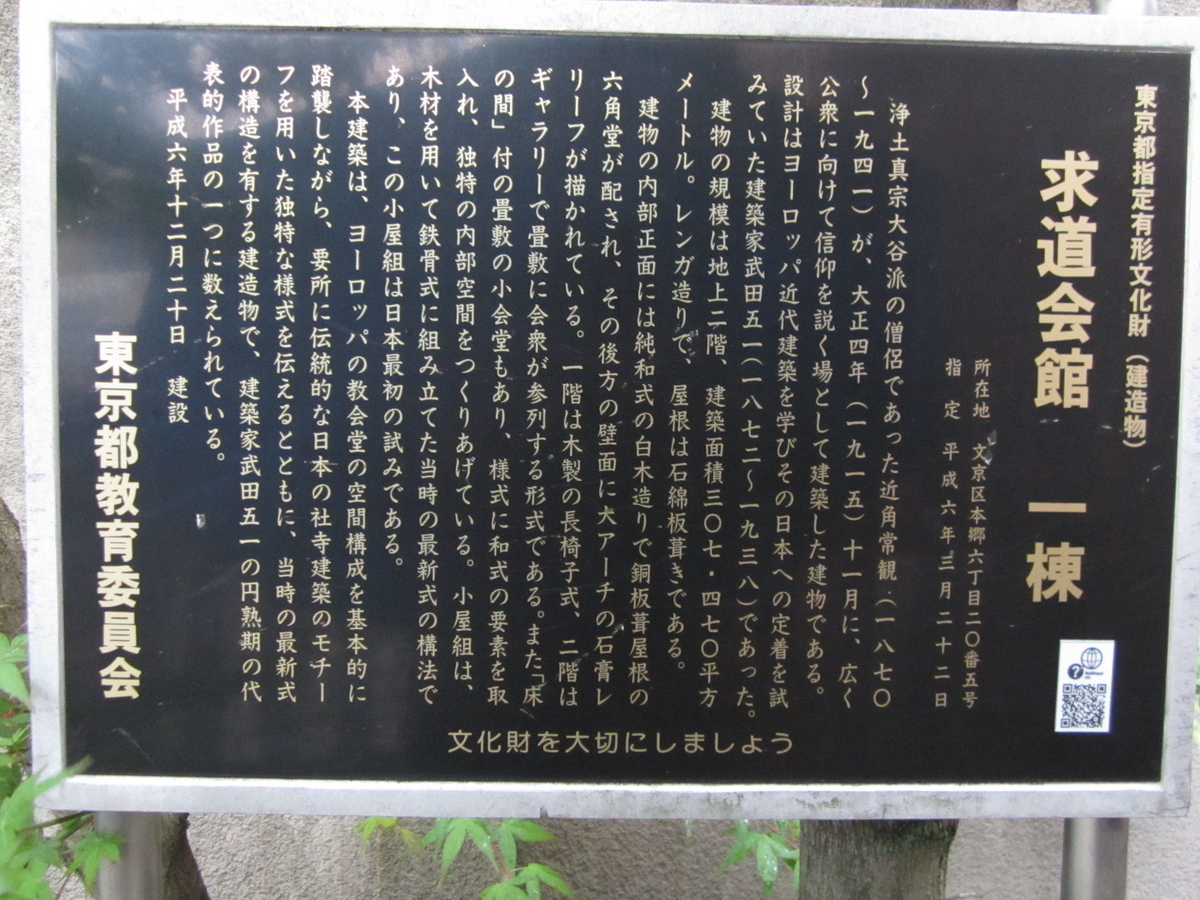 東京都指定有形文化財（建造物）
求道会館　一棟
所在地　文京区本郷六丁目二〇番五号
指　定　平成六年三月二十二日
浄土真宗大谷派の僧侶であった近角常観（一八七〇
～一九四一）が、大正四年（一九一五）十一月に、広く
公衆に向けて信仰を説く場として建築した建物である。
設計はヨーロッパ近代建築を学びその日本への定着を試
みていた建築家武田五一（一八七二～一九三八）であった。
建物の規模は地上二階、建築面積三〇七・四七〇平方
メートル。レンガ造りで、屋根は石綿板葺きである。
建物の内部正面には純和式の白木造りで銅板葺屋根の
六角堂が配され、その後方の壁面に大アーチの石膏レ
リーフが描かれている。一階は木製の長椅子式、二階は
ギャラリーで畳敷に会衆が参列する形式である。また「床
の間」付の畳敷の小会堂もあり、様式に和式の要素を取
入れ、独特の内部空間をつくりあげている。小屋組は、
木材を用いて鉄骨式に組み立てた当時の最新式の構法で
あり、この小屋組は日本最初の試みである。
本建築は、ヨーロッパの教会堂の空間構成を基本的に
踏襲しながら、要所に伝統的な日本の社寺建築のモチー
フを用いた独特な様式を伝えるとともに、当時の最新式
の構造を有する建造物で、建築家武田五一の円熟期の代
表的作品の一つに数えられている。
平成六年十二月二十日　建設
東京都教育委員会
文化財を大切にしましょう